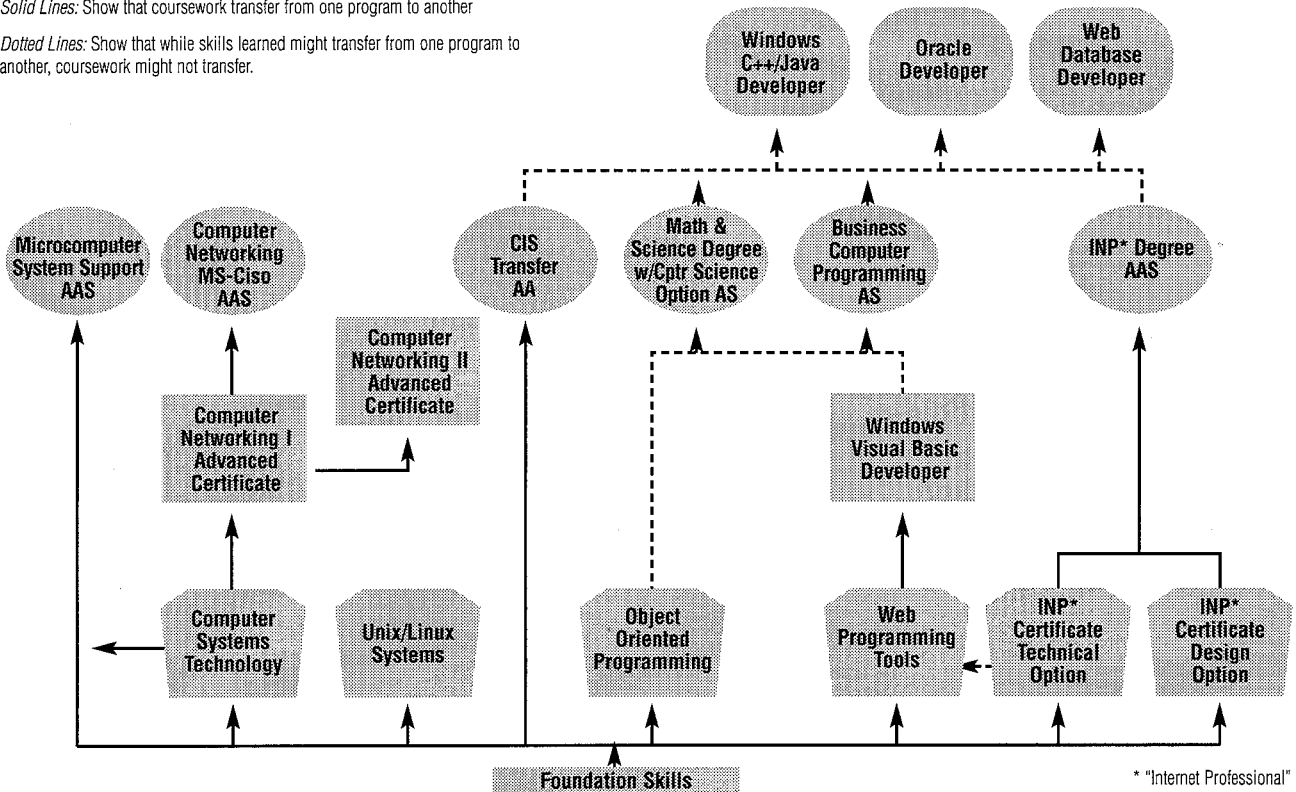 Solid Lines: Show that coursework transfer from one program to another
Dotted Lines: Show that while skills learned might transfer from one program to
another, coursework might not transfer.
Windows
C++/Java
Developer
Oracle
Developer
Web
Database
Developer
Microcomputer
System Support
AAS
Computer
Networking
MS-Ciso
AAS
CIS
Transfer
AA
Math &
Science Degree
w/Cptr Science
Option AS
Business
Computer
Programming
AS
INP* Degree
AAS
Computer
Networking II
Advanced
Certificate
Computer
Networking I
Advanced
Certificate
Windows
Visual Basic
Developer
Computer
Systems
Technology
Unix/Linux
Systems
Object
Oriented
Programming
Web
Programming
Tools
INP*
Certificate
Technical
Option
INP*
Certificate
Design
Option
Foundation Skills
* "Internet Professional"